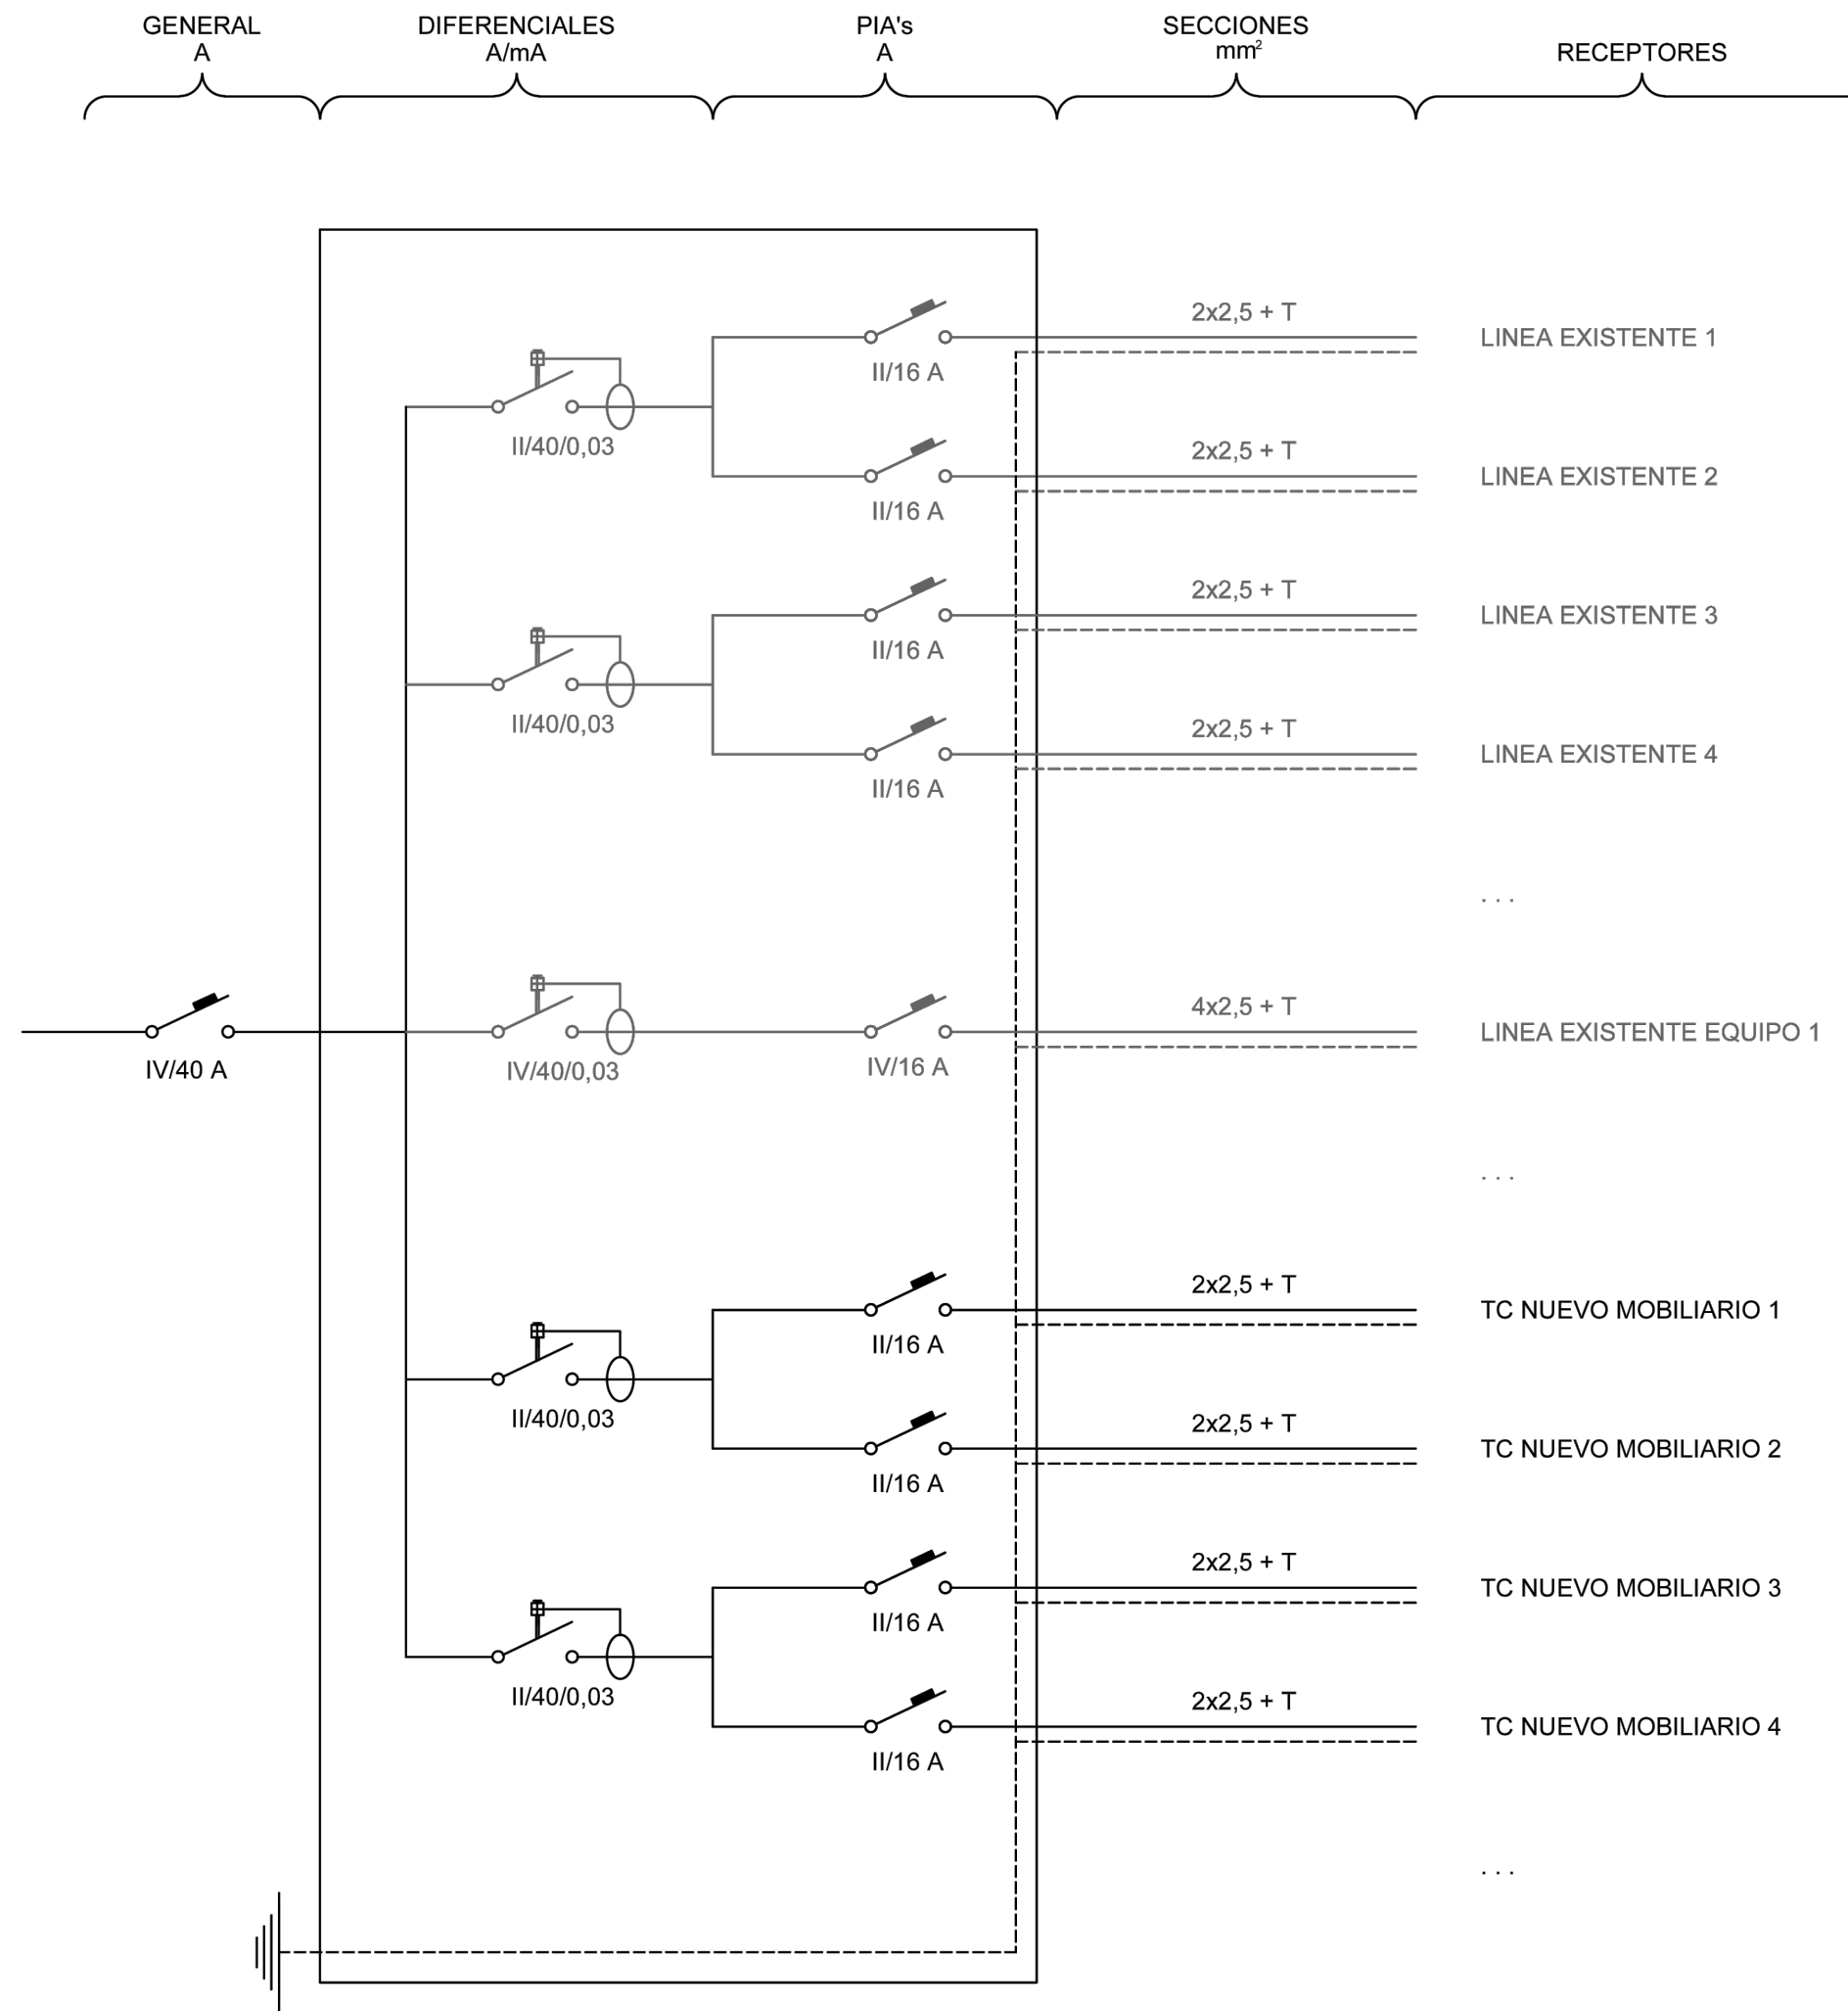 GENERAL
A
DIFERENCIALES
A/mA
PIA's
A
SECCIONES
mm²
RECEPTORES
2x2,5 + T
LINEA EXISTENTE 1
II/16 A
II/40/0,03
2x2,5 + T
LINEA EXISTENTE 2
II/16 A
2x2,5 + T
LINEA EXISTENTE 3
II/16 A
II/40/0,03
2x2,5 + T
LINEA EXISTENTE 4
II/16 A
. . .
4x2,5 + T
LINEA EXISTENTE EQUIPO 1
IV/40 A
IV/40/0,03
IV/16 A
. . .
2x2,5 + T
TC NUEVO MOBILIARIO 1
II/16 A
II/40/0,03
2x2,5 + T
TC NUEVO MOBILIARIO 2
II/16 A
2x2,5 + T
TC NUEVO MOBILIARIO 3
II/16 A
II/40/0,03
2x2,5 + T
TC NUEVO MOBILIARIO 4
II/16 A
. . .